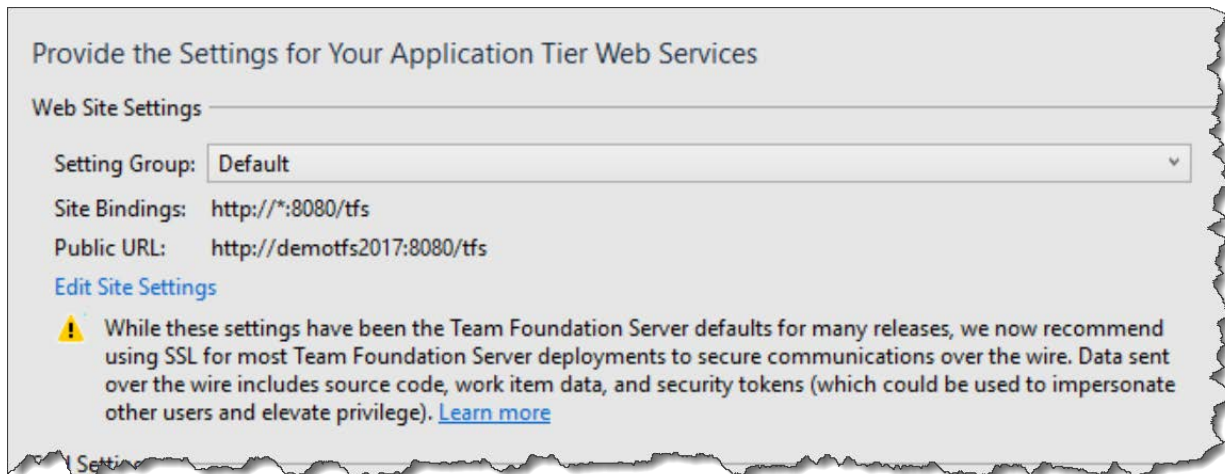 Provide the Settings for Your Application Tier Web Services
Web Site Settings
Setting Group: Default
Site Bindings: http://*:8080/tfs
Public URL: http://demotfs2017:8080/tfs
Edit Site Settings
While these settings have been the Team Foundation Server defaults for many releases, we now recommend
using SSL for most Team Foundation Server deployments to secure communications over the wire. Data sent
over the wire includes source code, work item data, and security tokens (which could be used to impersonate
other users and elevate privilege). Learn more